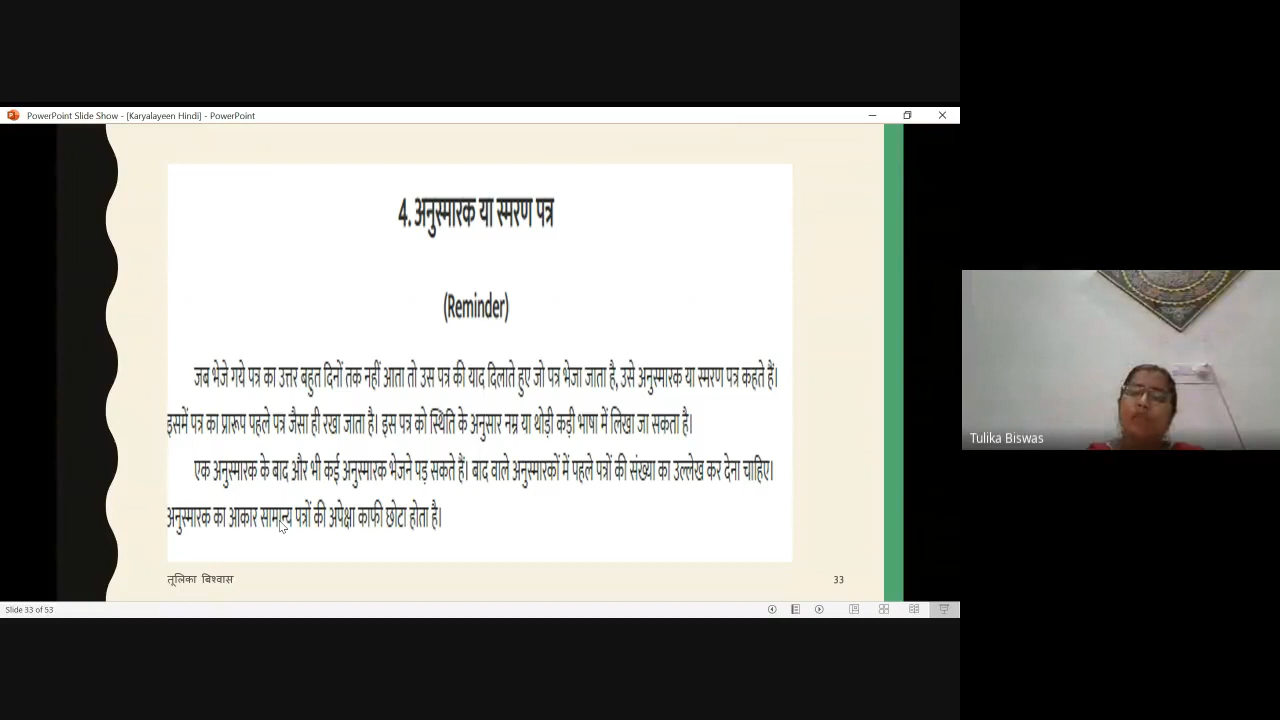 PowerPoint Slide Show - [Karyalayeen Hindi] - PowerPoint
4. अनुस्मारक या स्मरण पत्र
(Reminder)
जब भेजे गये पत्र का उत्तर बहुत दिनों तक नहीं आता तो उस पत्र की याद दिलाते हुए जो पत्र भेजा जाता है, उसे अनुस्मारक या स्मरण पत्र कहते हैं।
इसमें पत्र का प्रारूप पहले पत्र जैसा ही रखा जाता है। इस पत्र को स्थिति के अनुसार नम्र या थोड़ी कड़ी भाषा में लिखा जा सकता है।
एक अनुस्मारक के बाद और भी कई अनुस्मारक भेजने पड़ सकते हैं। बाद वाले अनुस्मारकों में पहले पत्रों की संख्या का उल्लेख कर देना चाहिए।
अनुस्मारक का आकार सामान्य पत्रों की अपेक्षा काफी छोटा होता है।
तूलिका बिश्वास
33
Slide 33 of 53
Tulika Biswas